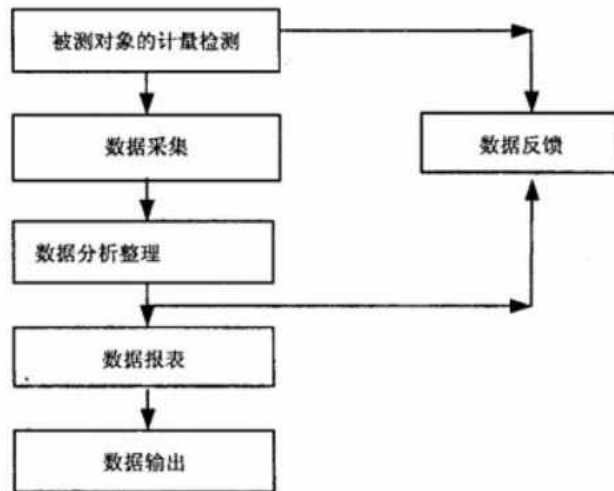 被测对象的计量检测
数据采集
数据反馈
数据分析整理
数据报表
数据输出